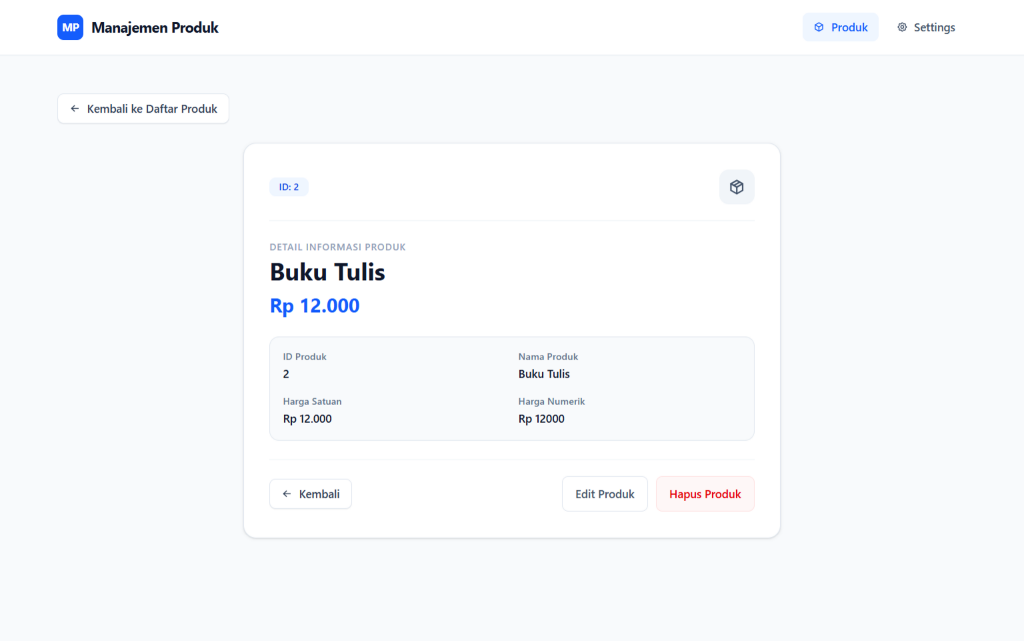 MP Manajemen Produk
Produk
Settings
← Kembali ke Daftar Produk
ID: 2
DETAIL INFORMASI PRODUK
Buku Tulis
Rp 12.000
ID Produk
2
Nama Produk
Buku Tulis
Harga Satuan
Rp 12.000
Harga Numerik
Rp 12000
← Kembali
Edit Produk
Hapus Produk